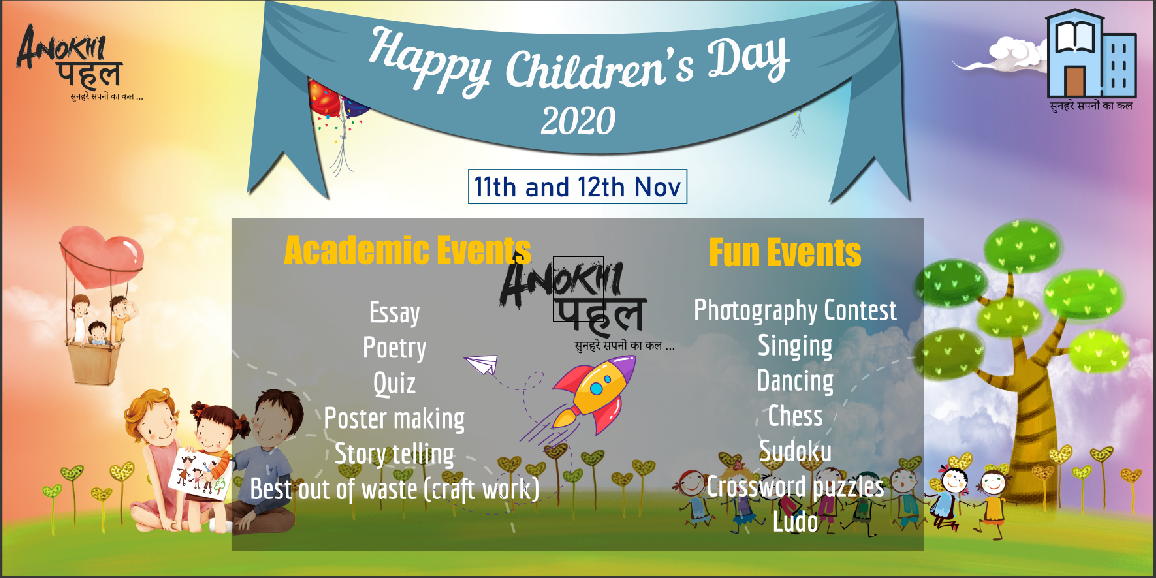 ANOKHI
पहल
सुनहरे सपनों का कल ...
Happy Children's Day
2020
सुनहरे सपनों का कल
11th and 12th Nov
Academic Events
Essay
Poetry
Quiz
Poster making
Story telling
Best out of waste (craft work)
ANOKHI
पहल
सुनहरे सपनों का कल ...
Fun Events
Photography Contest
Singing
Dancing
Chess
Sudoku
Crossword puzzles
Ludo